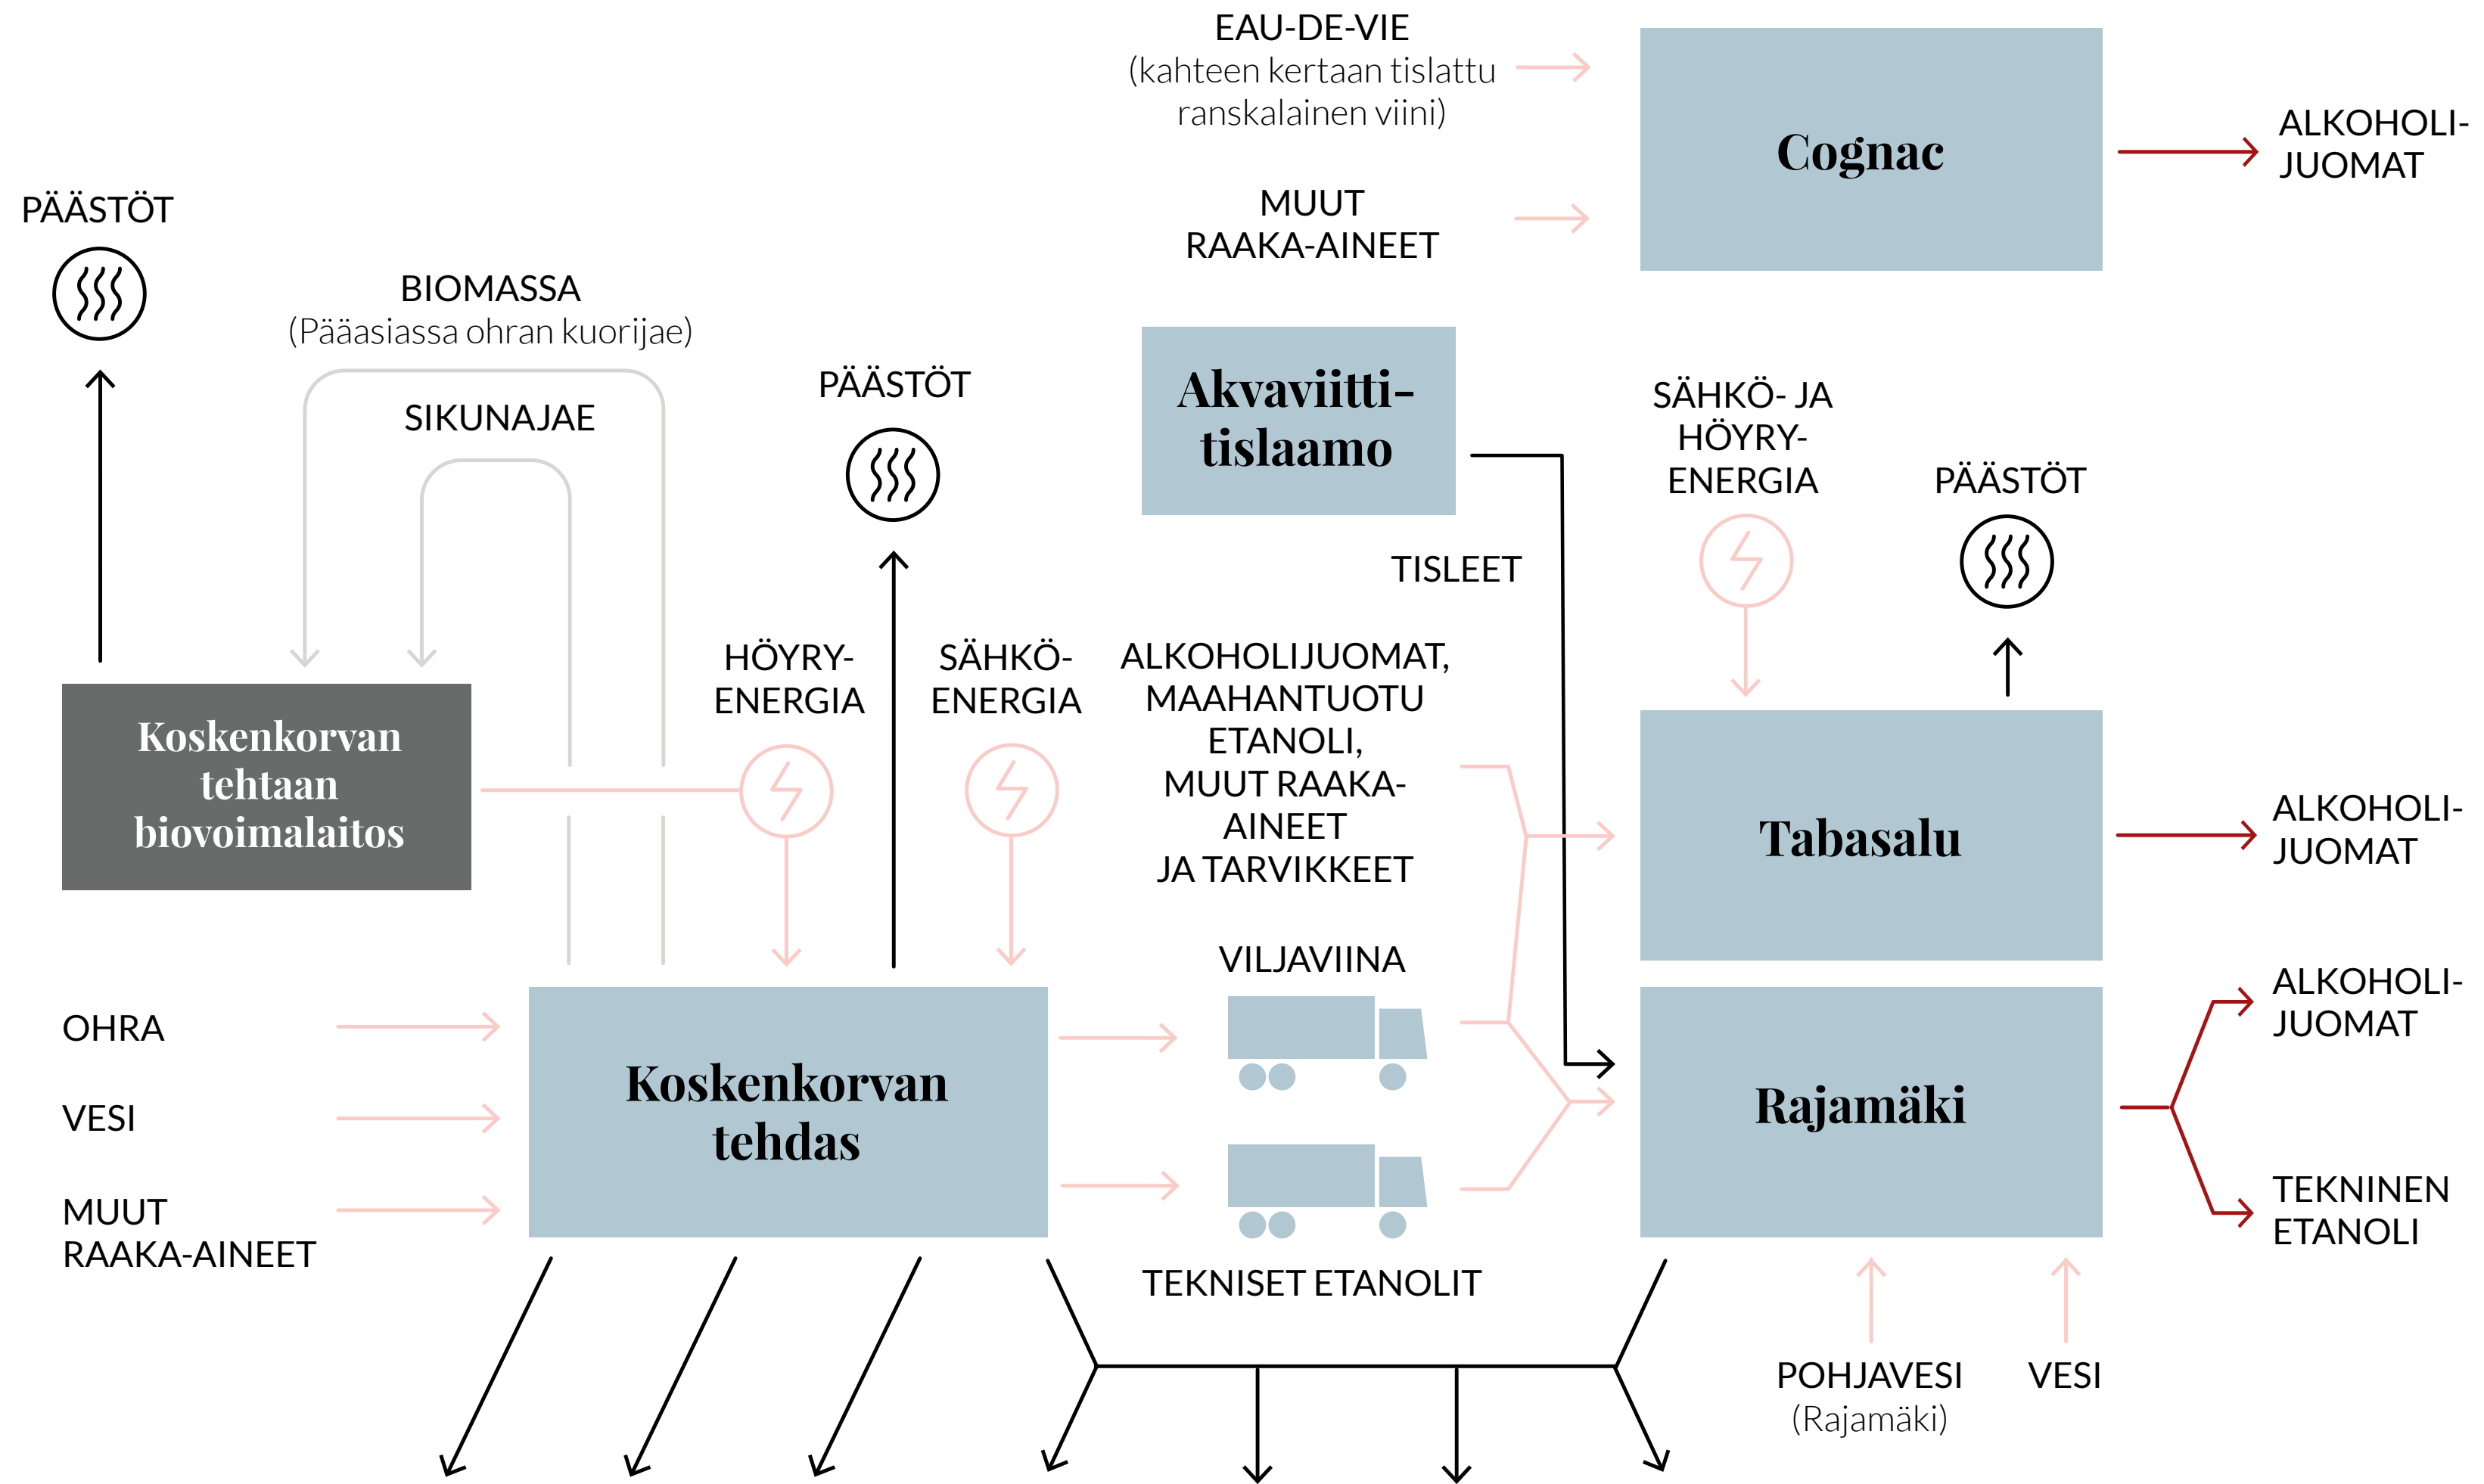 EAU-DE-VIE
(kahteen kertaan tislattu
ranskalainen viini)
Cognac
ALKOHOLI-
JUOMAT
MUUT
RAAKA-AINEET
PÄÄSTÖT
BIOMASSA
(Pääasiassa ohran kuorijae)
SIKUNAJAE
PÄÄSTÖT
Akvaviitti-
tislaamo
SÄHKÖ- JA
HÖYRY-
ENERGIA
PÄÄSTÖT
TISLEET
HÖYRY-
ENERGIA
SÄHKÖ-
ENERGIA
ALKOHOLIJUOMAT,
MAAHANTUOTU
ETANOLI,
MUUT RAAKA-
AINEET
JA TARVIKKEET
Koskenkorvan
tehtaan
biovoimalaitos
Tabasalu
ALKOHOLI-
JUOMAT
VILJAVIINA
OHRA
VESI
MUUT
RAAKA-AINEET
Koskenkorvan
tehdas
Rajamäki
ALKOHOLI-
JUOMAT
TEKNINEN
ETANOLI
TEKNISET ETANOLIT
POHJAVESI
(Rajamäki)
VESI